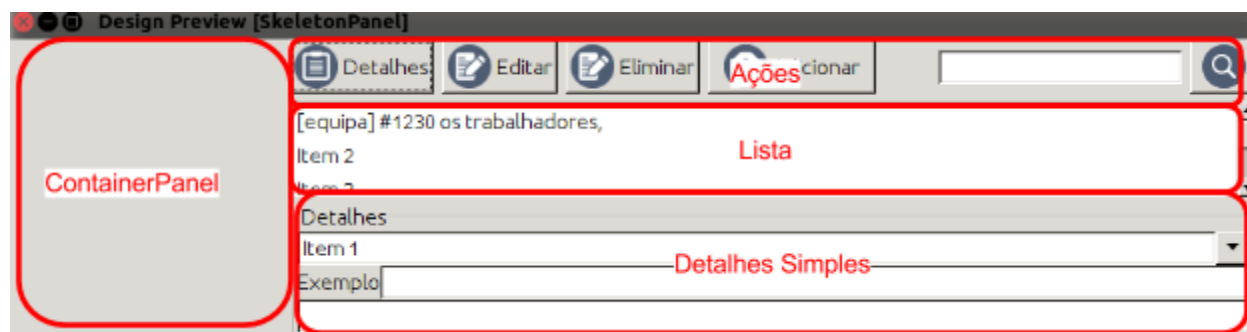 Design Preview [SkeletonPanel]
Detalhes
Editar
Eliminar
cionar
Ações
[equipa] #1230 os trabalhadores,
Item 2
Lista
ContainerPanel
Detalhes
Item 1
Detalhes Simples
Exemplo